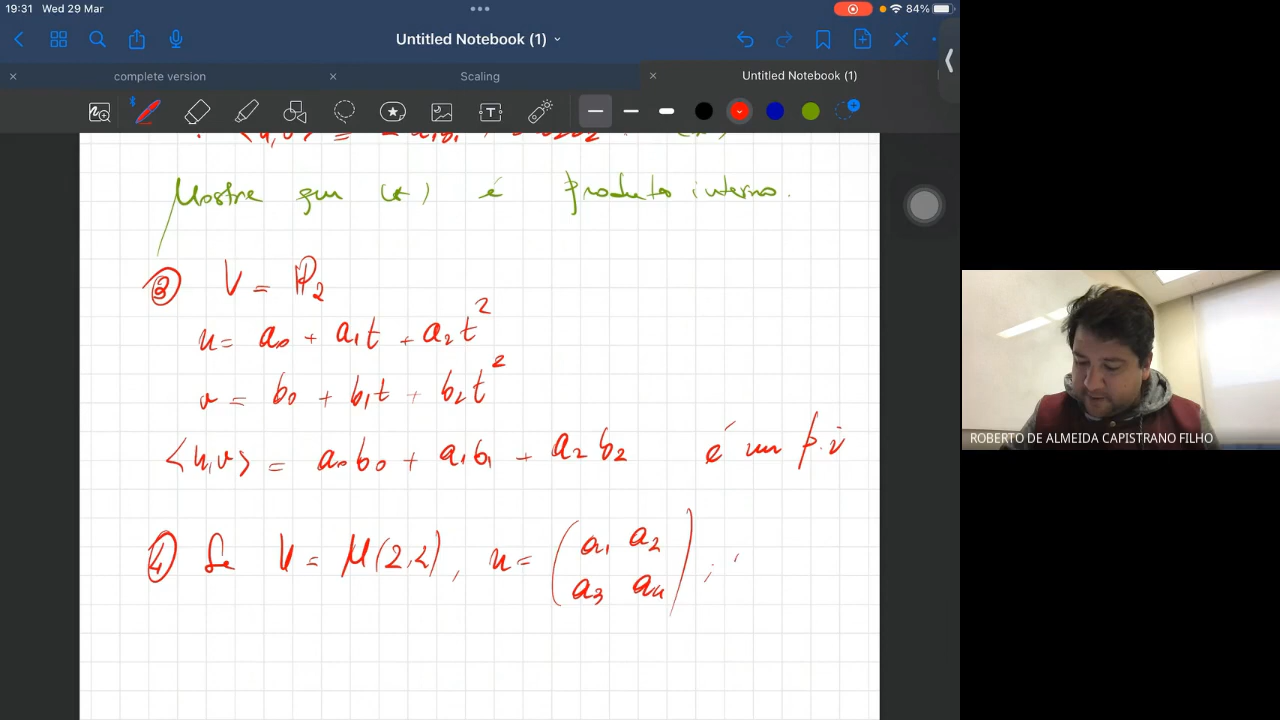 19:31 Wed 29 Mar
84%
Untitled Notebook (1)
complete version
Scaling
Untitled Notebook (1)
Mostre que (*) é produto interno.
③ V = P₂
u = a₀ + a₁t + a₂t²
v = b₀ + b₁t + b₂t²
<u,v> = a₀b₀ + a₁b₁ + a₂b₂ é um p.i
④ Se V = M(2,2), u = (a₁ a₂
a₃ a₄) ;
ROBERTO DE ALMEIDA CAPISTRANO FILHO